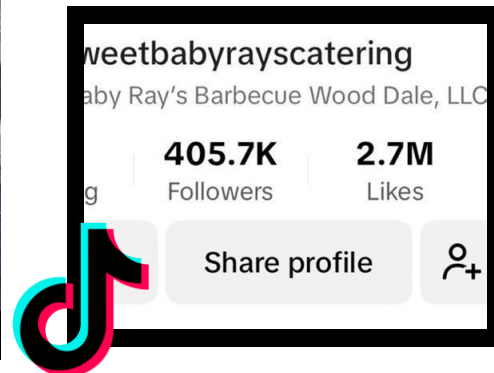 weetbabyrayscatering
aby Ray's Barbecue Wood Dale, LLC
405.7K 2.7M
g Followers Likes
Share profile